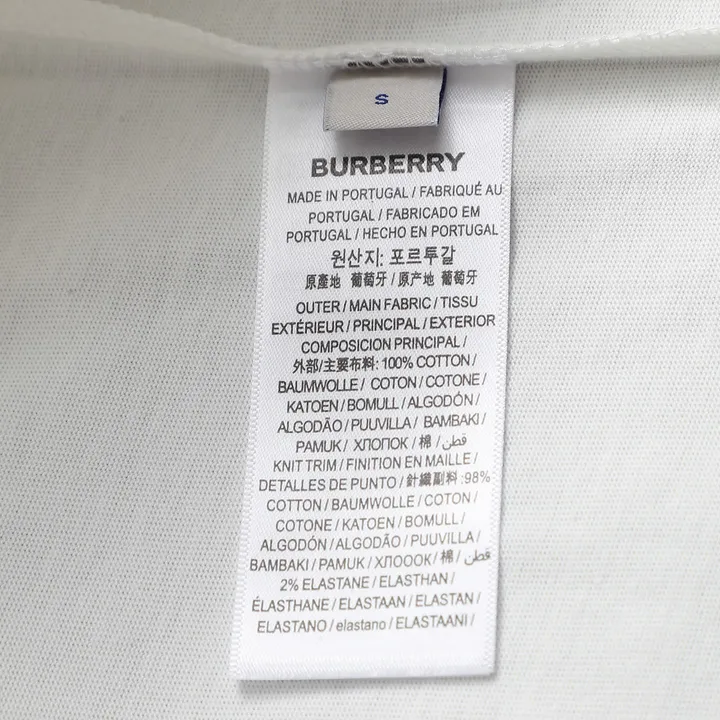 S
BURBERRY
MADE IN PORTUGAL / FABRIQUÉ AU
PORTUGAL / FABRICADO EM
PORTUGAL / HECHO EN PORTUGAL
원산지: 포르투갈
原產地 葡萄牙 / 原产地 葡萄牙
OUTER / MAIN FABRIC / TISSU
EXTÉRIEUR / PRINCIPAL / EXTERIOR
COMPOSICION PRINCIPAL /
外部/主要布料: 100% COTTON /
BAUMWOLLE / COTON / COTONE /
KATOEN / BOMULL / ALGODÓN /
ALGODÃO / PUUVILLA / BAMBAKI /
PAMUK / ХЛОПОК / 棉 / قطن
KNIT TRIM / FINITION EN MAILLE /
DETALLES DE PUNTO / 針織副料 :98%
COTTON / BAUMWOLLE / COTON /
COTONE / KATOEN / BOMULL /
ALGODÓN / ALGODÃO / PUUVILLA /
BAMBAKI / PAMUK / ХЛОООК / 棉 / قطن
2% ELASTANE / ELASTHAN /
ÉLASTHANE / ELASTAAN / ELASTAN /
ELASTANO / elastano / ELASTAANI /